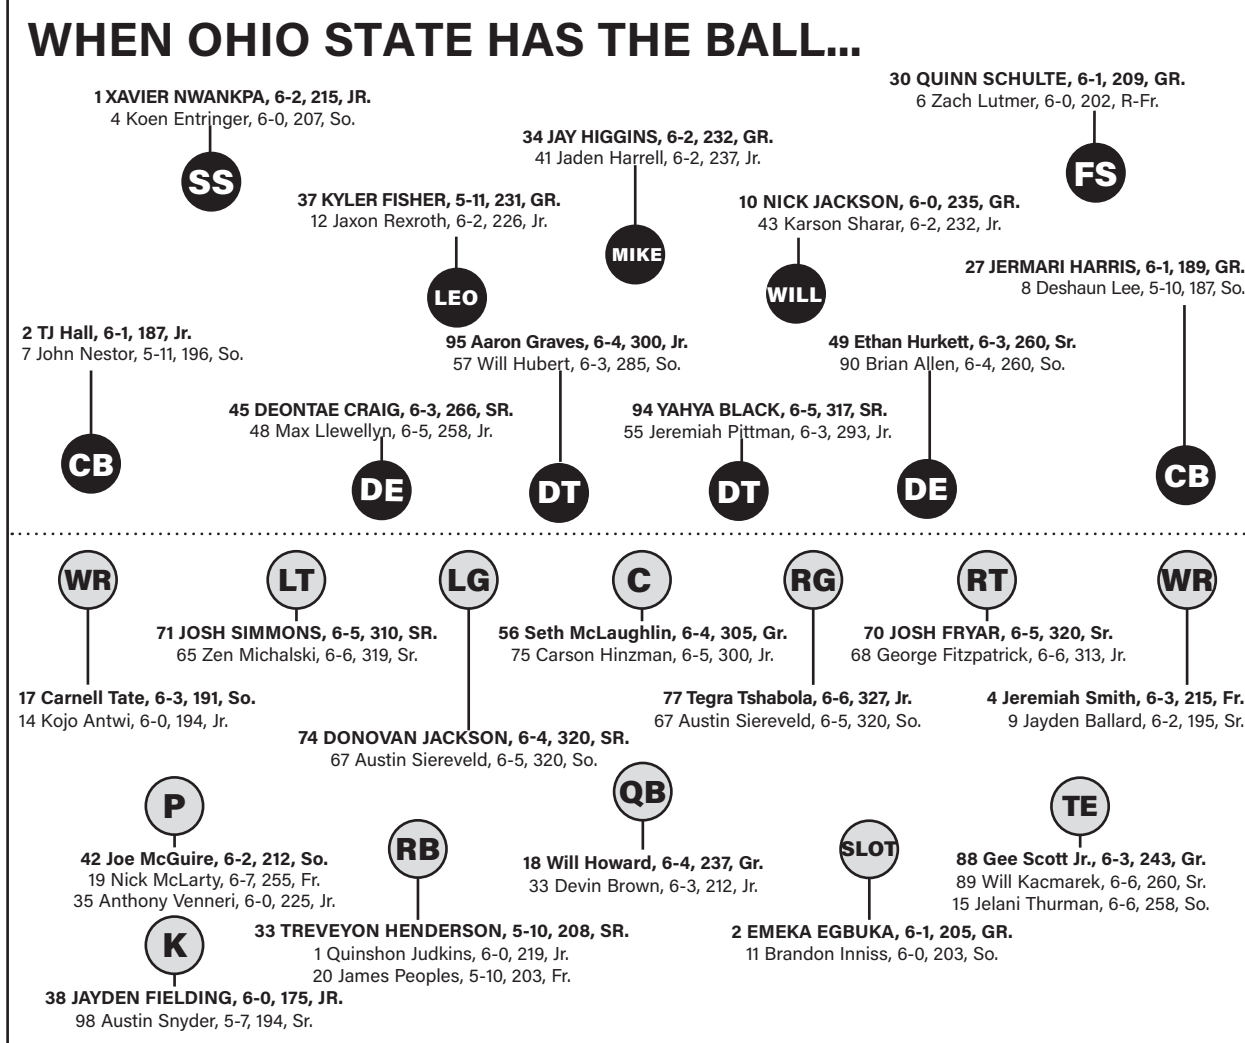 WHEN OHIO STATE HAS THE BALL...
30 QUINN SCHULTE, 6-1, 209, GR.
6 Zach Lutmer, 6-0, 202, R-Fr.
FS
1 XAVIER NWANKPA, 6-2, 215, JR.
4 Koen Entringer, 6-0, 207, So.
SS
34 JAY HIGGINS, 6-2, 232, GR.
41 Jaden Harrell, 6-2, 237, Jr.
MIKE
37 KYLER FISHER, 5-11, 231, GR.
12 Jaxon Rexroth, 6-2, 226, Jr.
LEO
10 NICK JACKSON, 6-0, 235, GR.
43 Karson Sharar, 6-2, 232, Jr.
WILL
27 JERMARI HARRIS, 6-1, 189, GR.
8 Deshaun Lee, 5-10, 187, So.
CB
2 TJ Hall, 6-1, 187, Jr.
7 John Nestor, 5-11, 196, So.
CB
95 Aaron Graves, 6-4, 300, Jr.
57 Will Hubert, 6-3, 285, So.
DT
49 Ethan Hurkett, 6-3, 260, Sr.
90 Brian Allen, 6-4, 260, So.
DE
45 DEONTAE CRAIG, 6-3, 266, SR.
48 Max Llewellyn, 6-5, 258, Jr.
DE
94 YAHYA BLACK, 6-5, 317, SR.
55 Jeremiah Pittman, 6-3, 293, Jr.
DT
WR
17 Carnell Tate, 6-3, 191, So.
14 Kojo Antwi, 6-0, 194, Jr.
LT
71 JOSH SIMMONS, 6-5, 310, SR.
65 Zen Michalski, 6-6, 319, Sr.
LG
74 DONOVAN JACKSON, 6-4, 320, SR.
67 Austin Siereveld, 6-5, 320, So.
C
56 Seth McLaughlin, 6-4, 305, Gr.
75 Carson Hinzman, 6-5, 300, Jr.
RG
77 Tegra Tshabola, 6-6, 327, Jr.
67 Austin Siereveld, 6-5, 320, So.
RT
70 JOSH FRYAR, 6-5, 320, Sr.
68 George Fitzpatrick, 6-6, 313, Jr.
WR
4 Jeremiah Smith, 6-3, 215, Fr.
9 Jayden Ballard, 6-2, 195, Sr.
P
42 Joe McGuire, 6-2, 212, So.
19 Nick McLarty, 6-7, 255, Fr.
35 Anthony Venneri, 6-0, 225, Jr.
K
38 JAYDEN FIELDING, 6-0, 175, JR.
98 Austin Snyder, 5-7, 194, Sr.
RB
33 TREVEYON HENDERSON, 5-10, 208, SR.
1 Quinshon Judkins, 6-0, 219, Jr.
20 James Peoples, 5-10, 203, Fr.
QB
18 Will Howard, 6-4, 237, Gr.
33 Devin Brown, 6-3, 212, Jr.
SLOT
2 EMEKA EGBUKA, 6-1, 205, GR.
11 Brandon Inniss, 6-0, 203, So.
TE
88 Gee Scott Jr., 6-3, 243, Gr.
89 Will Kacmarek, 6-6, 260, Sr.
15 Jelani Thurman, 6-6, 258, So.